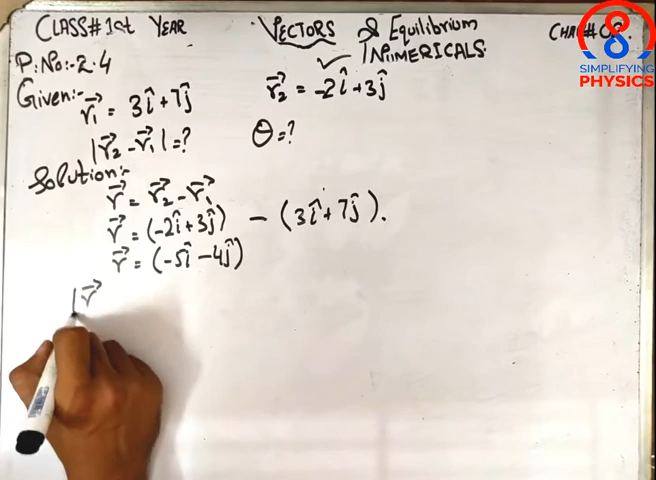 CLASS#1st YEAR VECTORS & Equilibrium CHAP#02.
NUMERICALS.
SIMPLIFYING
PHYSICS
P:No:-2.4
Given:-
r⃗₁ = 3î+7ĵ r⃗₂ = -2î+3ĵ
|r⃗₂ - r⃗₁| =? θ=?
Solution:-
r⃗ = r⃗₂ - r⃗₁
r⃗ = (-2î+3ĵ) - (3î+7ĵ).
r⃗ = (-5î-4ĵ)
|r⃗